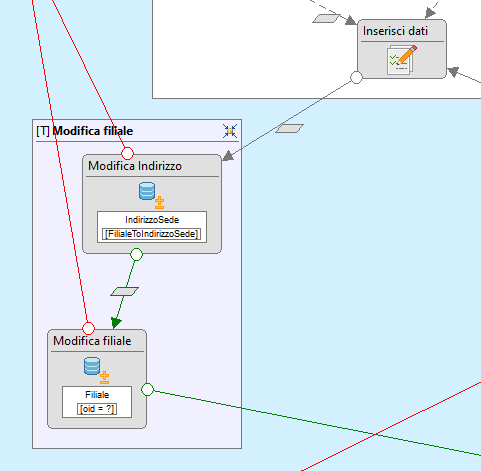 Inserisci dati
[T] Modifica filiale
Modifica Indirizzo
IndirizzoSede
[FilialeToIndirizzoSede]
Modifica filiale
Filiale
[oid = ?]